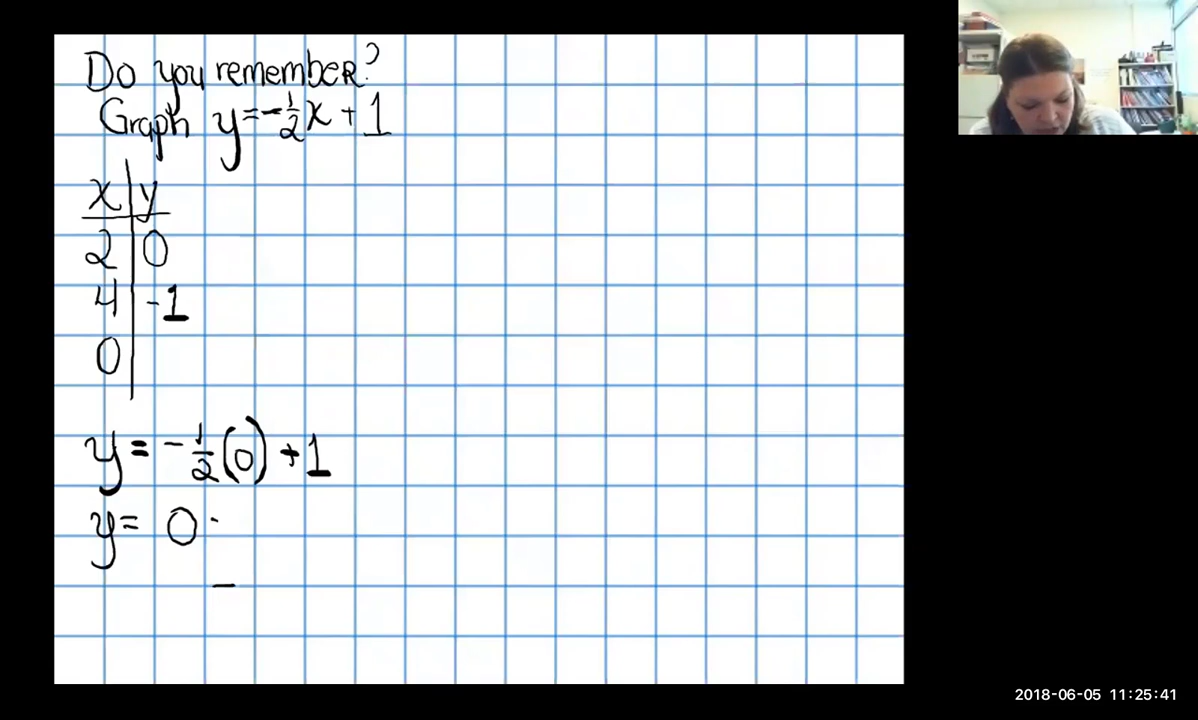 Do you remember?
Graph y=-½x+1
x y
2 0
4 -1
0
y = -½(0) +1
y= 0
2018-06-05 11:25:41